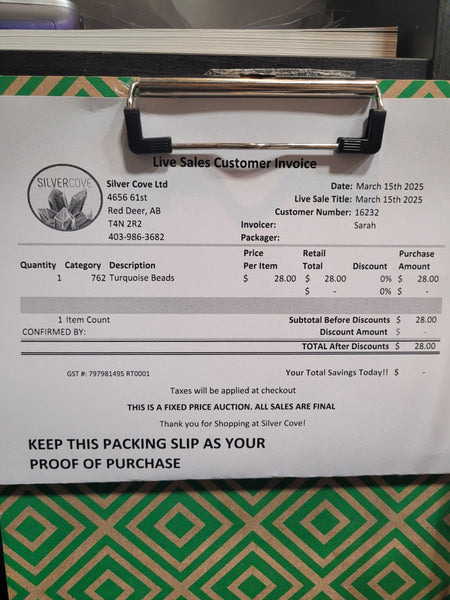 Live Sales Customer Invoice
SILVERCOVE
Silver Cove Ltd
4656 61st
Red Deer, AB
T4N 2R2
403-986-3682
Date: March 15th 2025
Live Sale Title: March 15th 2025
Customer Number: 16232
Invoicer: Sarah
Packager:
Quantity Category Description Price Per Item Retail Total Discount Purchase Amount
1 762 Turquoise Beads $ 28.00 $ 28.00 0% $ 28.00
$ - 0% $ -
1 Item Count Subtotal Before Discounts $ 28.00
CONFIRMED BY: Discount Amount $ -
TOTAL After Discounts $ 28.00
GST #: 797981495 RT0001 Your Total Savings Today!! $ -
Taxes will be applied at checkout
THIS IS A FIXED PRICE AUCTION. ALL SALES ARE FINAL
Thank you for Shopping at Silver Cove!
KEEP THIS PACKING SLIP AS YOUR
PROOF OF PURCHASE